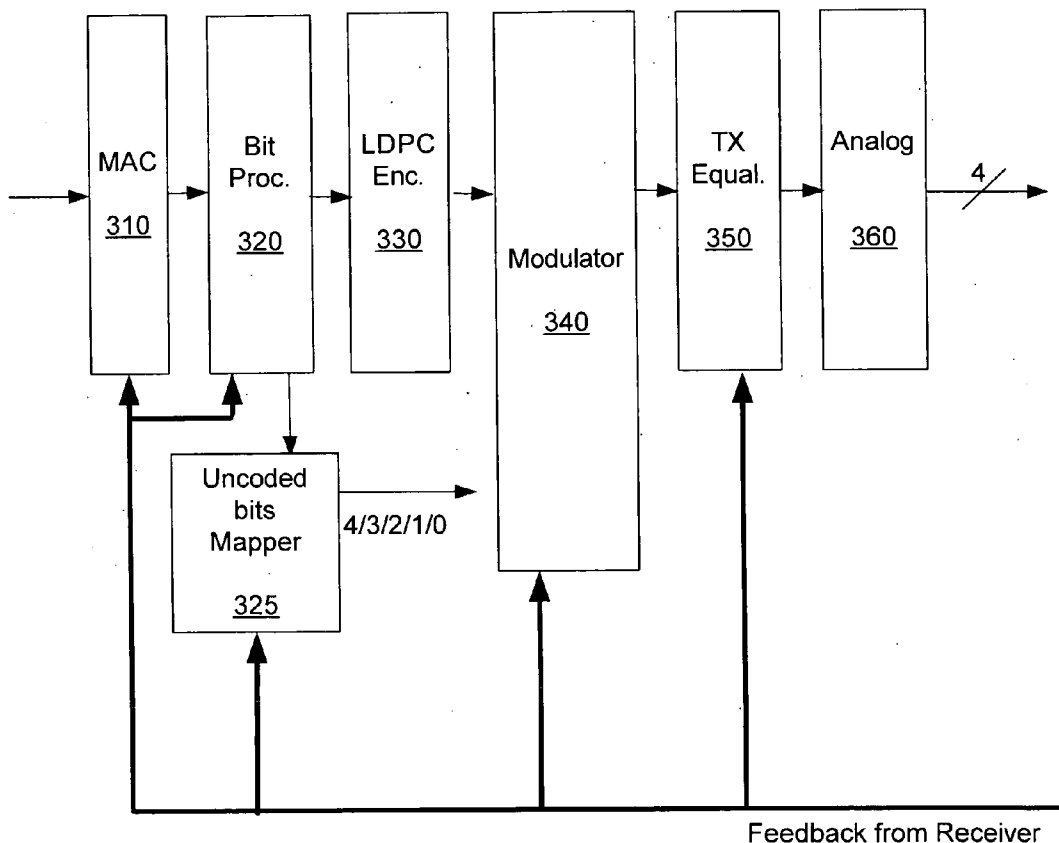 MAC
310
Bit
Proc.
320
LDPC
Enc.
330
Modulator
340
TX
Equal.
350
Analog
360
4
Uncoded
bits
Mapper
325
4/3/2/1/0
Feedback from Receiver